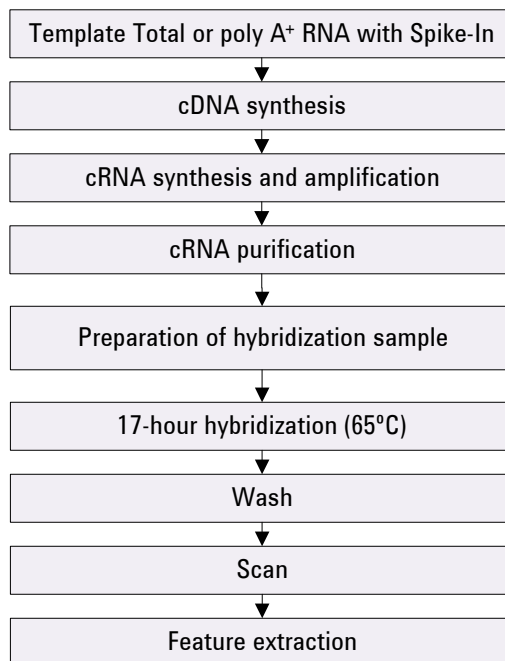 Template Total or poly A⁺ RNA with Spike-In
cDNA synthesis
cRNA synthesis and amplification
cRNA purification
Preparation of hybridization sample
17-hour hybridization (65ºC)
Wash
Scan
Feature extraction